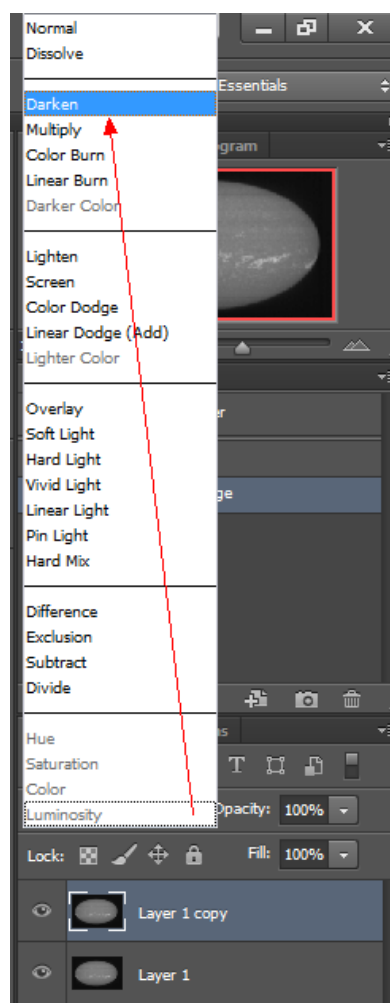 Normal
Dissolve
Essentials
Darken
Multiply
gram
Color Burn
Linear Burn
Darker Color
Lighten
Screen
Color Dodge
Linear Dodge (Add)
Lighter Color
Overlay
er
Soft Light
Hard Light
Vivid Light
ge
Linear Light
Pin Light
Hard Mix
Difference
Exclusion
Subtract
Divide
Hue
s
Saturation
T
Color
Luminosity
Opacity: 100%
Lock:
Fill: 100%
Layer 1 copy
Layer 1